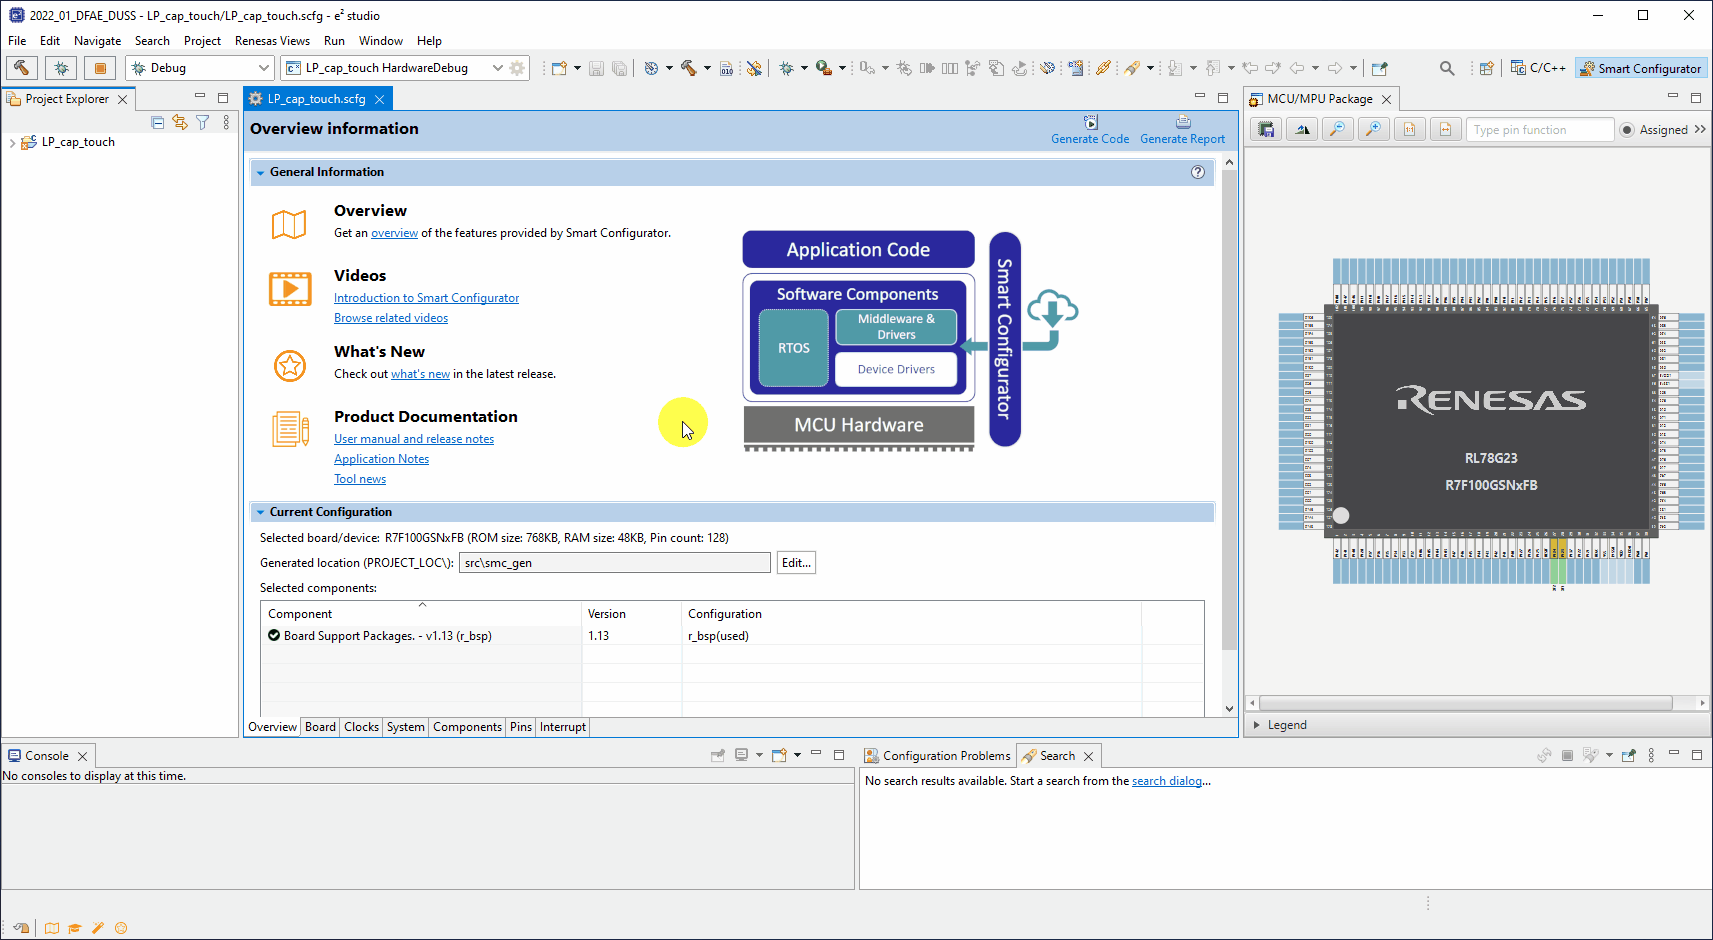 2022_01_DFAE_DUSS - LP_cap_touch/LP_cap_touch.scfg - e² studio
File Edit Navigate Search Project Renesas Views Run Window Help
Debug
LP_cap_touch HardwareDebug
C/C++
Smart Configurator
Project Explorer
LP_cap_touch
LP_cap_touch.scfg
Overview information
Generate Code
Generate Report
General Information
Overview
Get an overview of the features provided by Smart Configurator.
Videos
Introduction to Smart Configurator
Browse related videos
What's New
Check out what's new in the latest release.
Product Documentation
User manual and release notes
Application Notes
Tool news
Application Code
Software Components
RTOS
Middleware &
Drivers
Device Drivers
MCU Hardware
Smart Configurator
Current Configuration
Selected board/device: R7F100GSNxFB (ROM size: 768KB, RAM size: 48KB, Pin count: 128)
Generated location (PROJECT_LOC\):
src\smc_gen
Edit...
Selected components:
Component Version Configuration
Board Support Packages. - v1.13 (r_bsp) 1.13 r_bsp(used)
Overview Board Clocks System Components Pins Interrupt
MCU/MPU Package
Type pin function
Assigned
RENESAS
RL78G23
R7F100GSNxFB
Legend
Console
No consoles to display at this time.
Configuration Problems
Search
No search results available. Start a search from the search dialog...